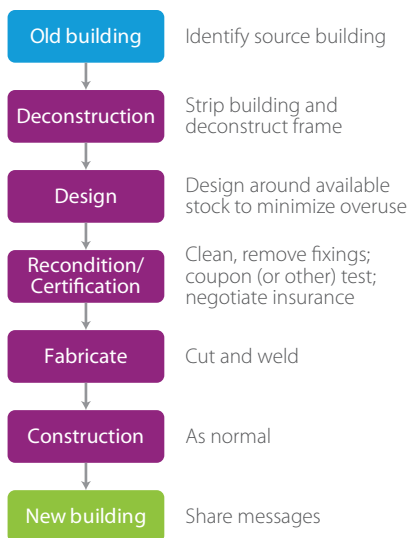 Old building
Identify source building
Deconstruction
Strip building and
deconstruct frame
Design
Design around available
stock to minimize overuse
Recondition/
Certification
Clean, remove fixings;
coupon (or other) test;
negotiate insurance
Fabricate
Cut and weld
Construction
As normal
New building
Share messages